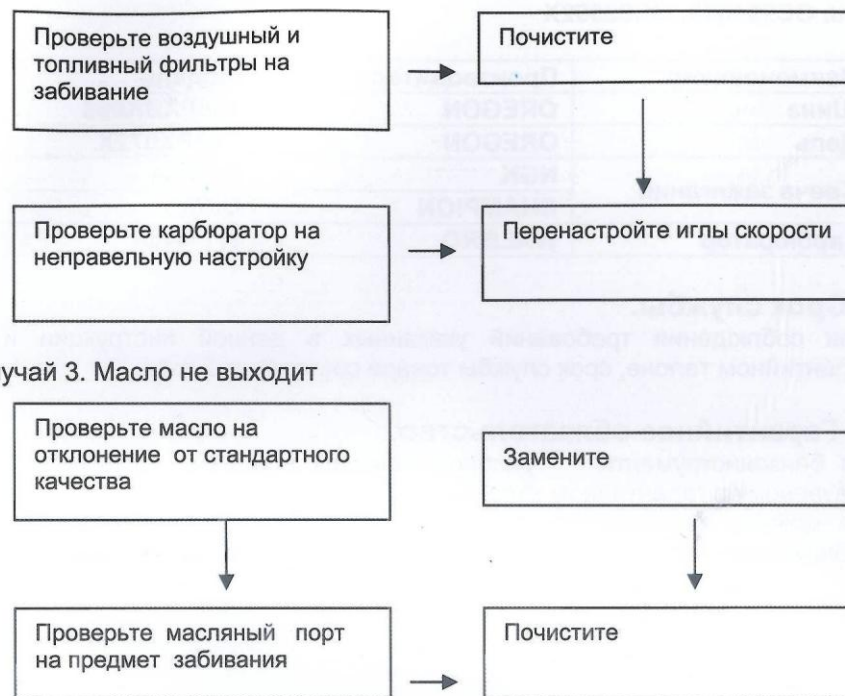 Проверьте воздушный и
топливный фильтры на
забивание
Почистите
Проверьте карбюратор на
неправельную настройку
Перенастройте иглы скорости
учай 3. Масло не выходит
Проверьте масло на
отклонение от стандартного
качества
Замените
Проверьте масляный порт
на предмет забивания
Почистите